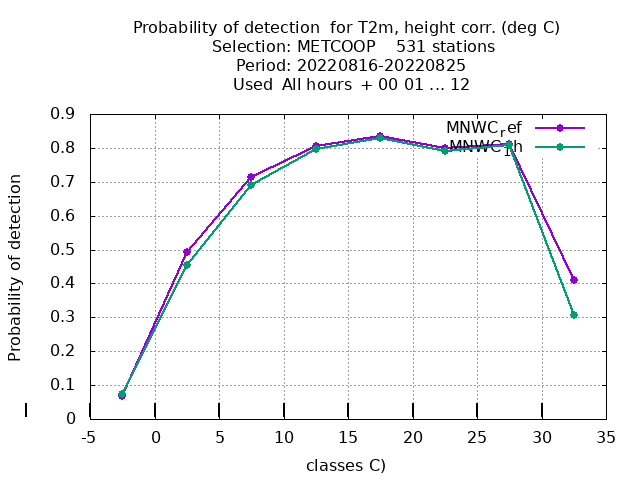 Probability of detection  for T2m, height corr. (deg C)
Selection: METCOOP    531 stations
Period: 20220816-20220825
Used  All hours  + 00 01 ... 12
MNWC_ref
MNWC_1h
Probability of detection
0.9
0.8
0.7
0.6
0.5
0.4
0.3
0.2
0.1
0
-5 0 5 10 15 20 25 30 35
classes C)